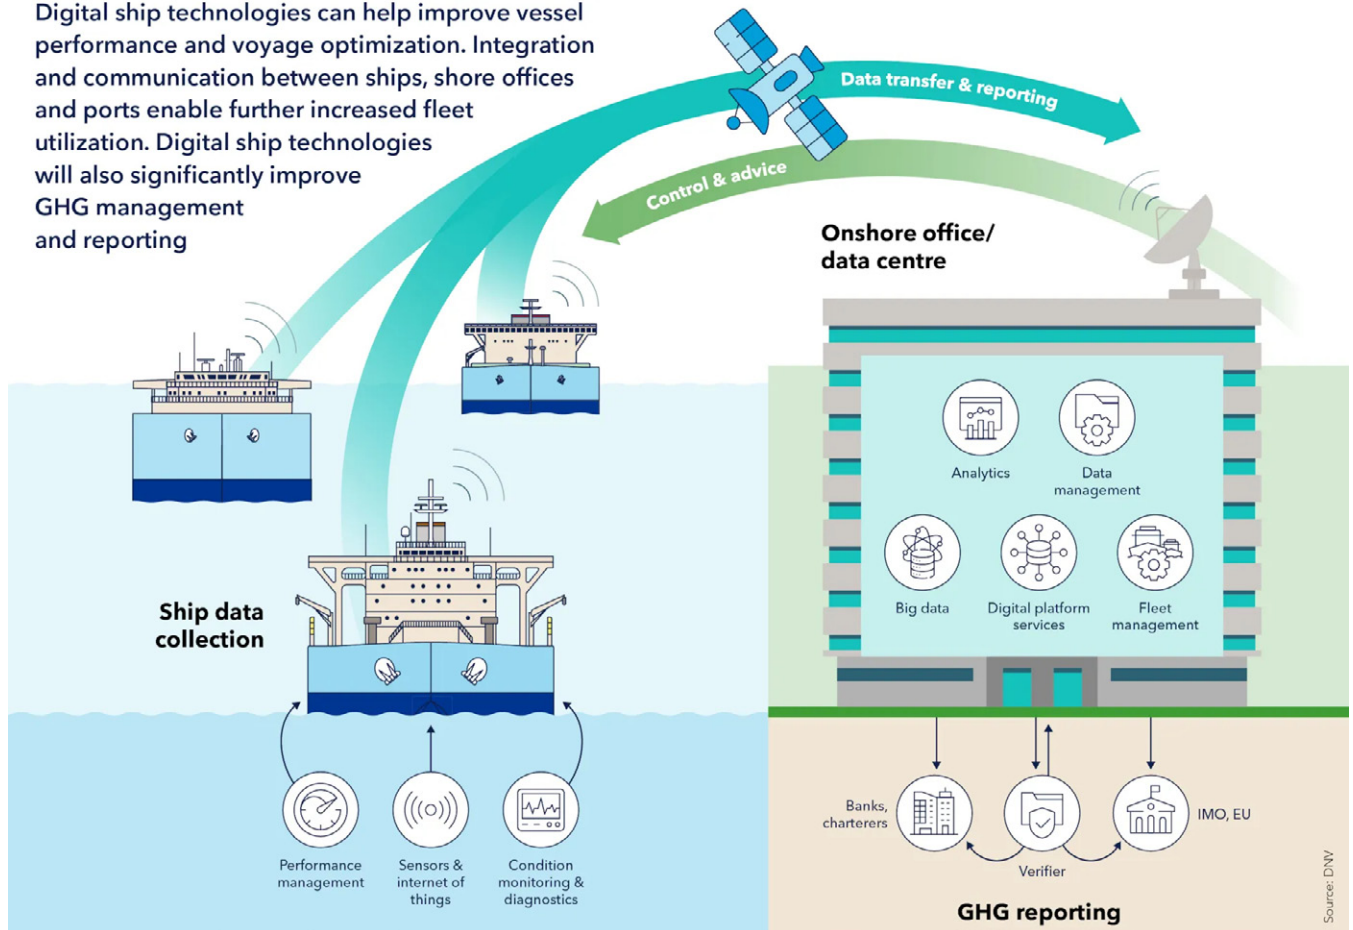 Digital ship technologies can help improve vessel
performance and voyage optimization. Integration
and communication between ships, shore offices
and ports enable further increased fleet
utilization. Digital ship technologies
will also significantly improve
GHG management
and reporting
Data transfer & reporting
Control & advice
Onshore office/
data centre
Analytics
Data
management
Big data
Digital platform
services
Fleet
management
Ship data
collection
Performance
management
Sensors &
internet of
things
Condition
monitoring &
diagnostics
Banks,
charterers
Verifier
IMO, EU
GHG reporting
Source: DNV